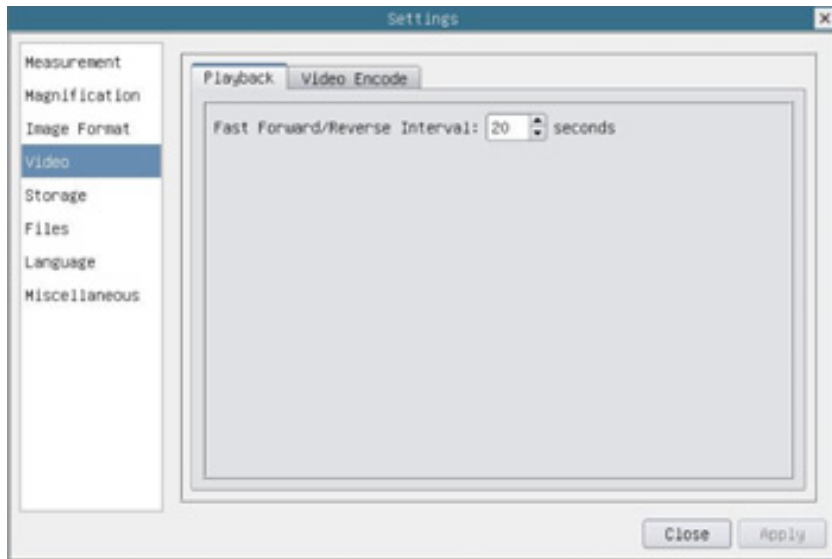 Settings
Measurement
Magnification
Image Format
Video
Storage
Files
Language
Miscellaneous
Playback
Video Encode
Fast Forward/Reverse Interval: 20 seconds
Close
Apply